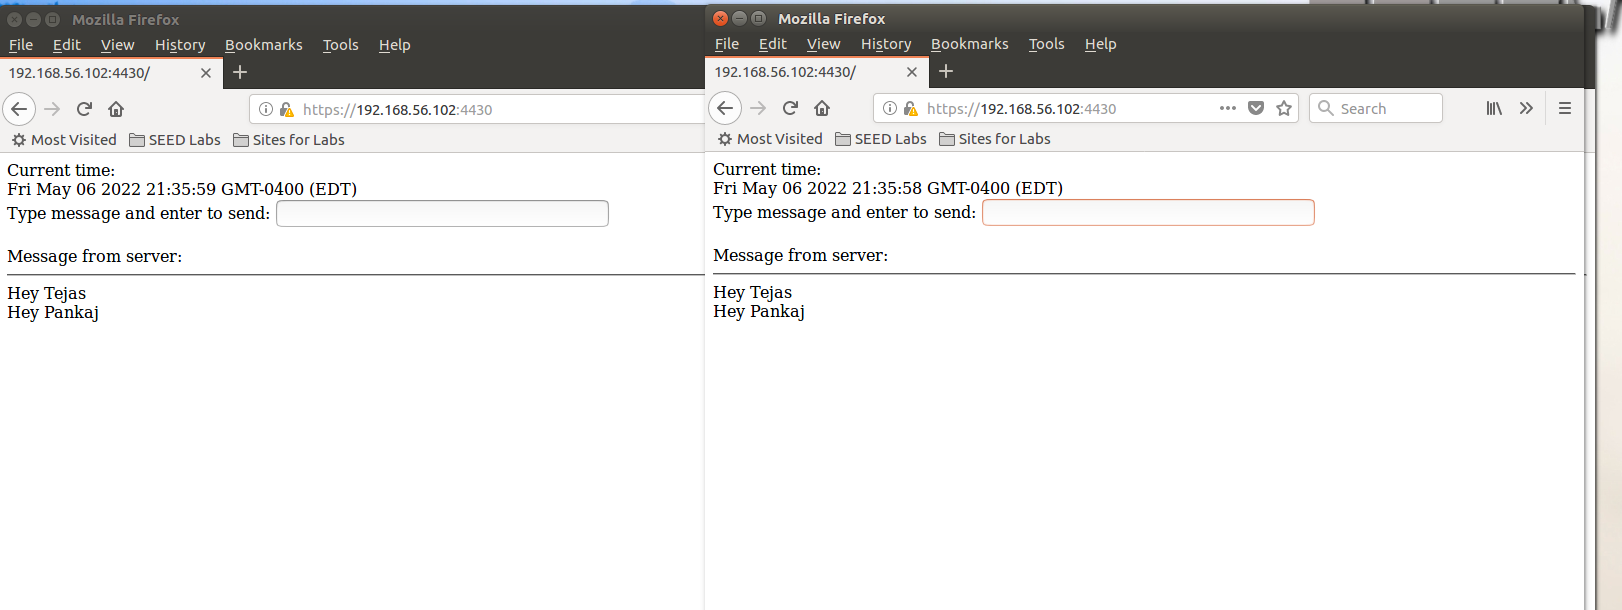 Mozilla Firefox
File Edit View History Bookmarks Tools Help
192.168.56.102:4430/
https://192.168.56.102:4430
Most Visited SEED Labs Sites for Labs
Current time:
Fri May 06 2022 21:35:59 GMT-0400 (EDT)
Type message and enter to send:
Message from server:
Hey Tejas
Hey Pankaj
Mozilla Firefox
File Edit View History Bookmarks Tools Help
192.168.56.102:4430/
https://192.168.56.102:4430 Search
Most Visited SEED Labs Sites for Labs
Current time:
Fri May 06 2022 21:35:58 GMT-0400 (EDT)
Type message and enter to send:
Message from server:
Hey Tejas
Hey Pankaj